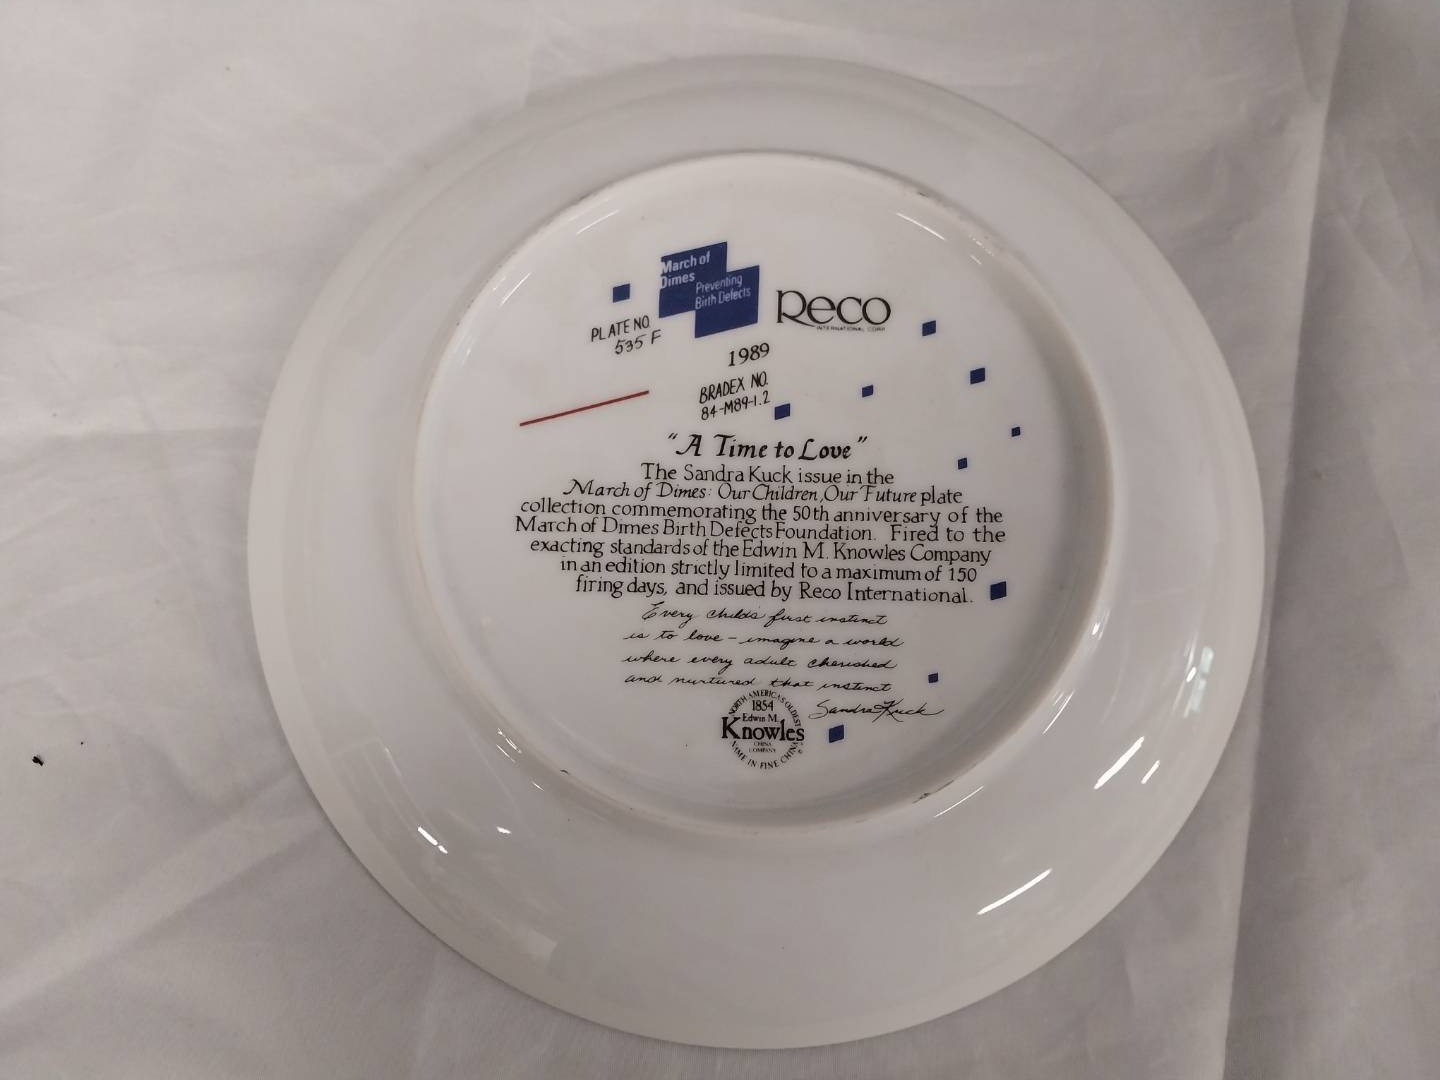 March of
Dimes
Preventing
Birth Defects
Reco
INTERNATIONAL CORP.
PLATE NO
535 F
1989
BRADEX NO.
84-M89-1.2
"A Time to Love"
The Sandra Kuck issue in the
March of Dimes: Our Children, Our Future plate
collection commemorating the 50th anniversary of the
March of Dimes Birth Defects Foundation. Fired to the
exacting standards of the Edwin M. Knowles Company
in an edition strictly limited to a maximum of 150
firing days, and issued by Reco International.
Every child's first instinct
is to love - imagine a world
where every adult cherished
and nurtured that instinct
Sandra Kuck
NORTH AMERICA'S OLDEST
1854
Edwin M.
Knowles
CHINA
COMPANY
NAME IN FINE CHINA